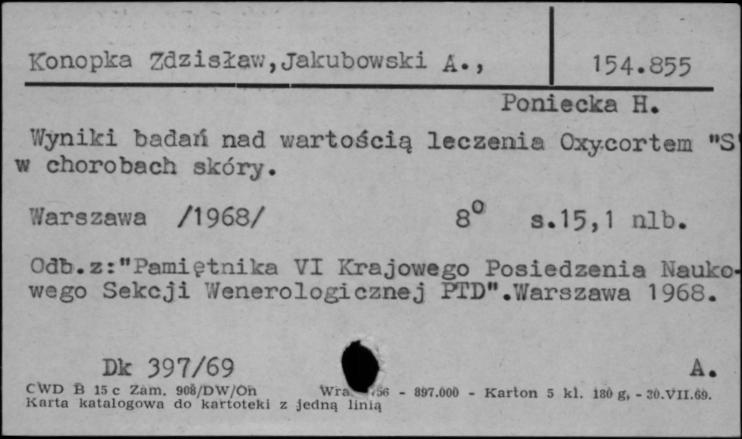 Konopka Zdzisław, Jakubowski A., 154.855
Poniecka H.
Wyniki badań nad wartością leczenia Oxycortem "S"
w chorobach skóry.
Warszawa /1968/ 8° s.15,1 nlb.
Odb.z:"Pamiętnika VI Krajowego Posiedzenia Nauko-
wego Sekcji Wenerologicznej PTD".Warszawa 1968.
Dk 397/69 A.
CWD B 15 c Zam. 908/DW/On - 897.000 - Karton 5 kl. 180 g, - 30.VII.69.
Karta katalogowa do kartoteki z jedną linią